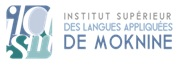 INSTITUT SUPÉRIEUR
DES LANGUES APPLIQUÉES
DE MOKNINE